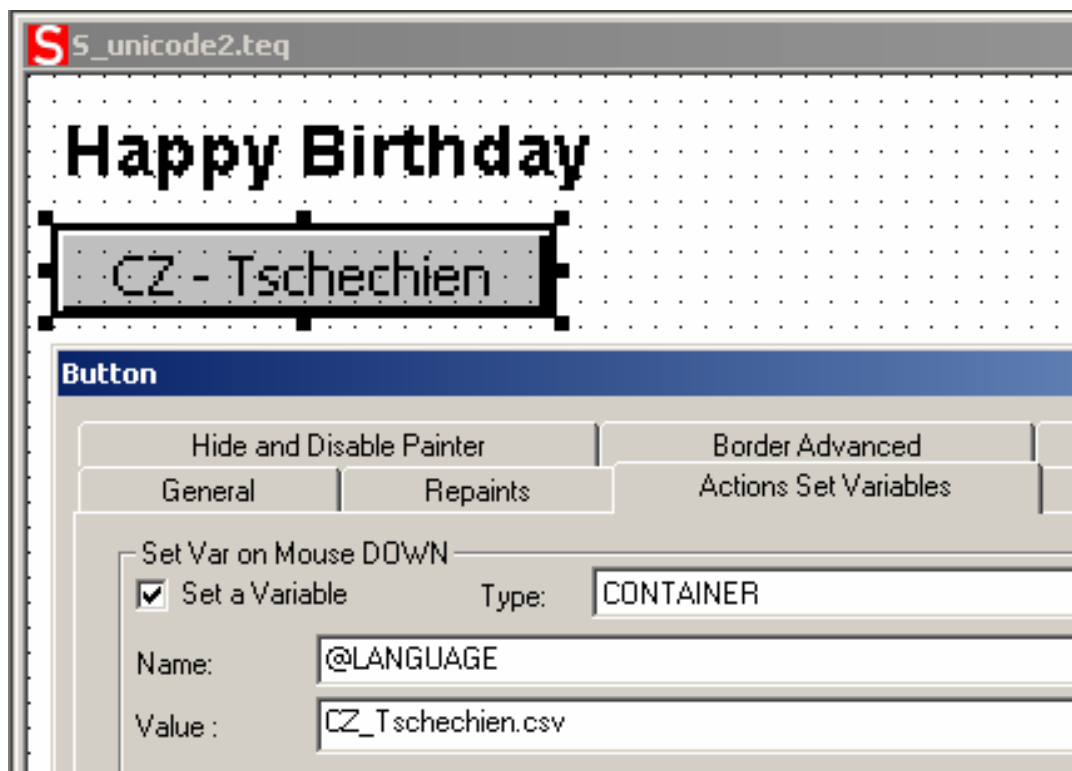 S_unicode2.teq
Happy Birthday
CZ - Tschechien
Button
Hide and Disable Painter Border Advanced
General Repaints Actions Set Variables
Set Var on Mouse DOWN
Set a Variable Type: CONTAINER
Name: @LANGUAGE
Value : CZ_Tschechien.csv